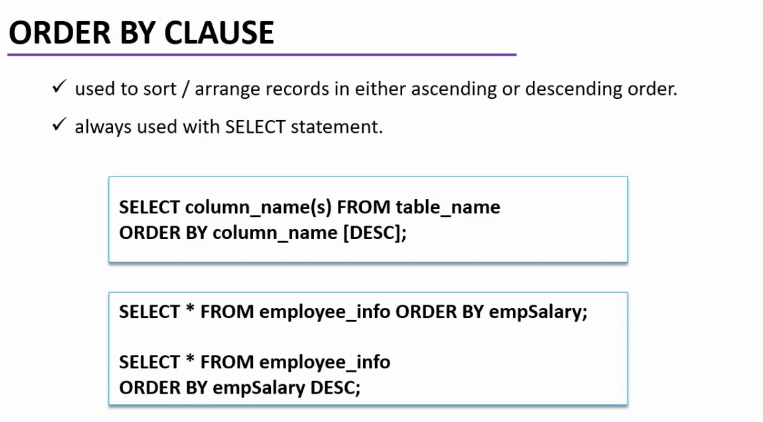 ORDER BY CLAUSE
✓ used to sort / arrange records in either ascending or descending order.
✓ always used with SELECT statement.
SELECT column_name(s) FROM table_name
ORDER BY column_name [DESC];
SELECT * FROM employee_info ORDER BY empSalary;
SELECT * FROM employee_info
ORDER BY empSalary DESC;